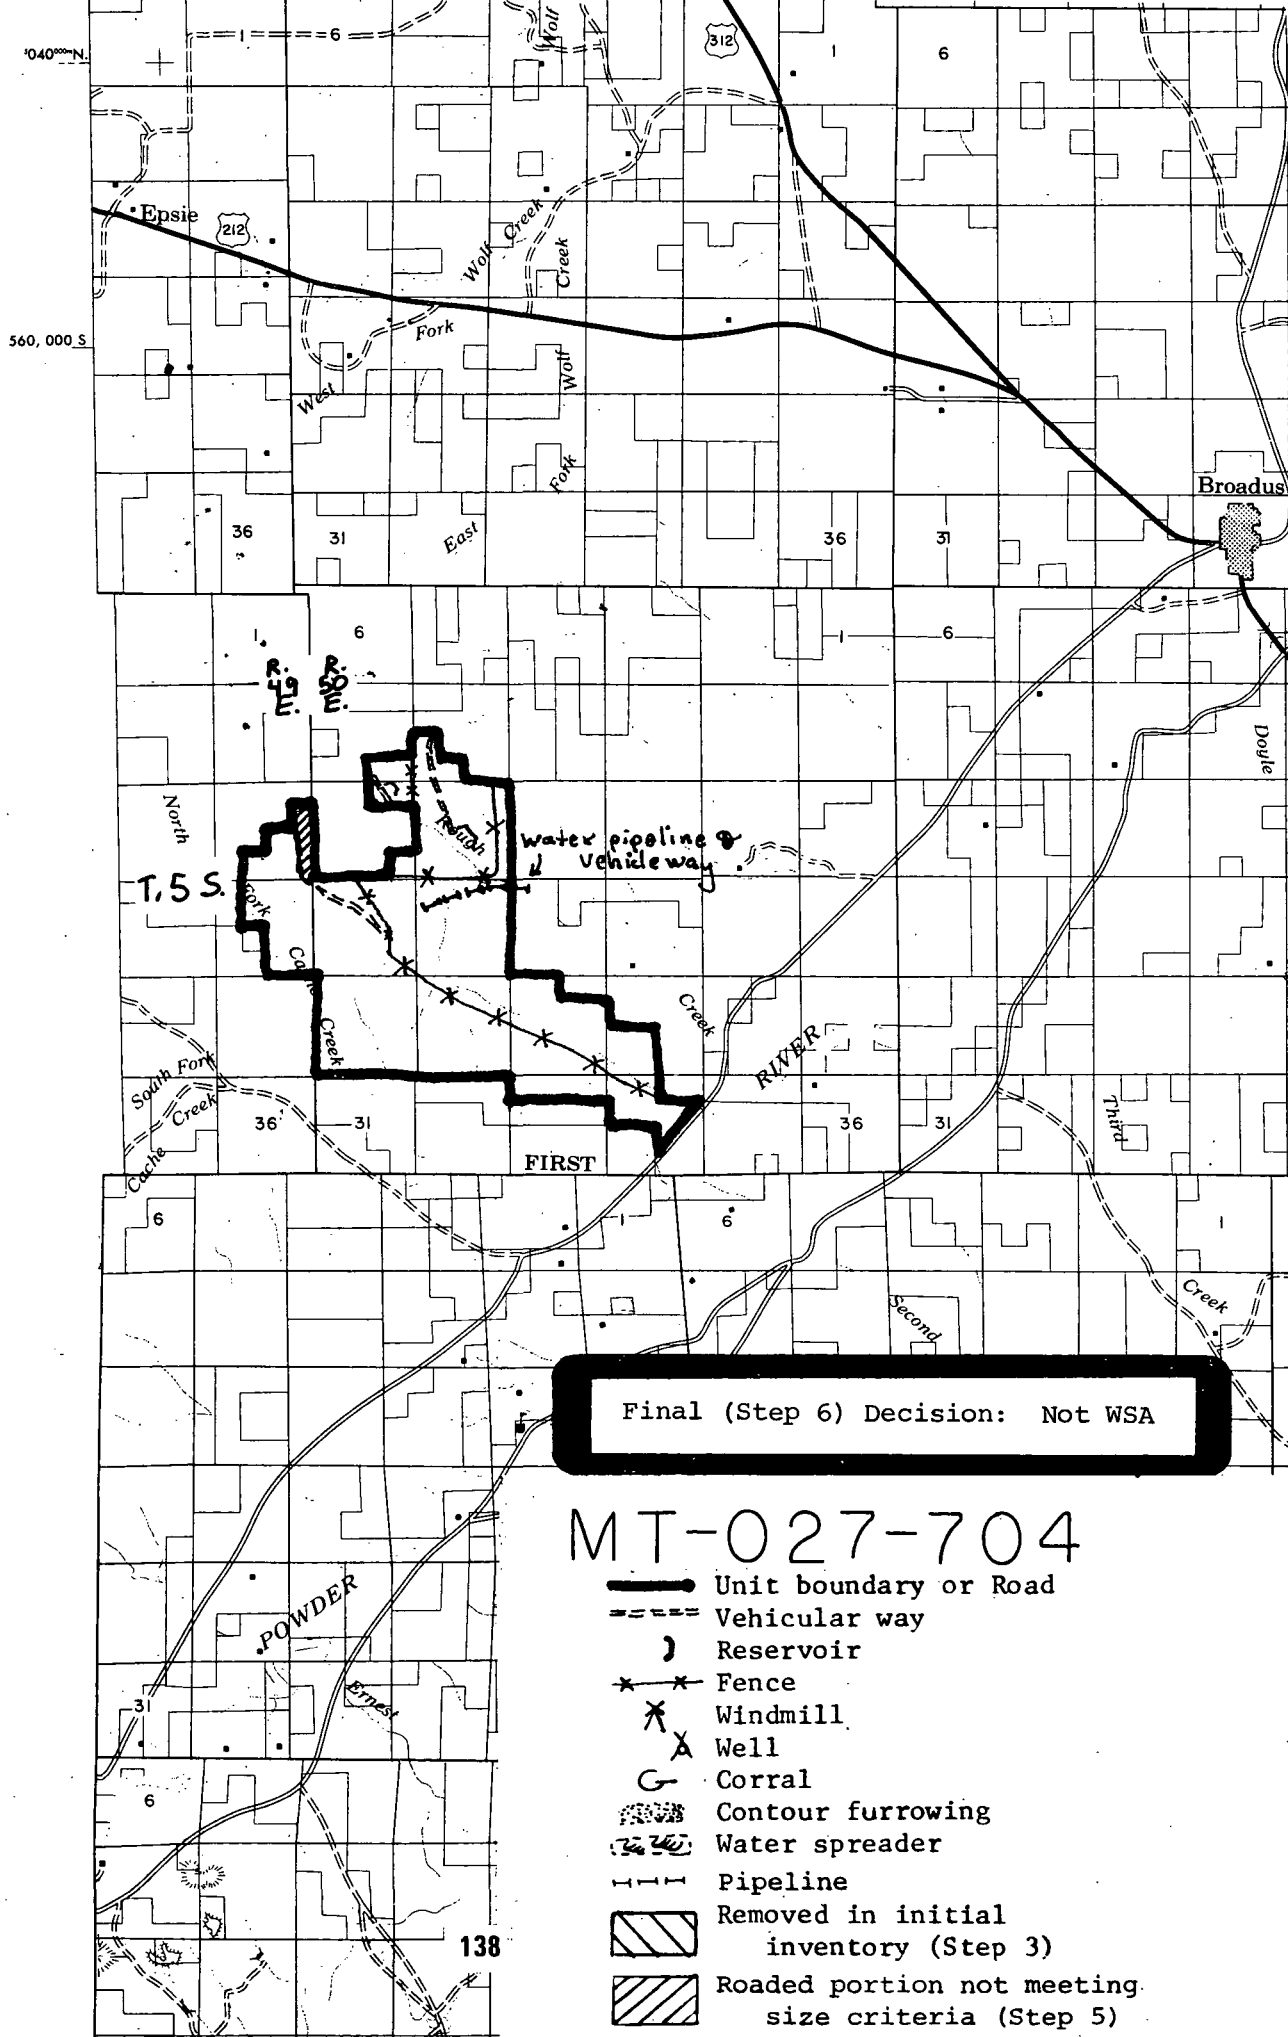 1
6
Wolf
312
1
6
'040⁰⁰⁰ᵐN.
Epsie
212
Wolf Creek
Creek
560,000 S
Fork
West
Wolf
Fork
East
36
31
36
31
Broadus
1
6
1
6
R. 49 E.
R. 50 E.
Doyle
North
Rough
Water pipeline &
vehicle way
T. 5 S.
Fork
Cache
Creek
Creek
RIVER
South Fork
Creek
Cache
36
31
36
31
Third
FIRST
6
1
6
1
Creek
Second
Final (Step 6) Decision: Not WSA
MT-027-704
Unit boundary or Road
Vehicular way
Reservoir
Fence
Windmill
Well
Corral
Contour furrowing
Water spreader
Pipeline
Removed in initial
inventory (Step 3)
Roaded portion not meeting
size criteria (Step 5)
POWDER
Ernest
31
6
138